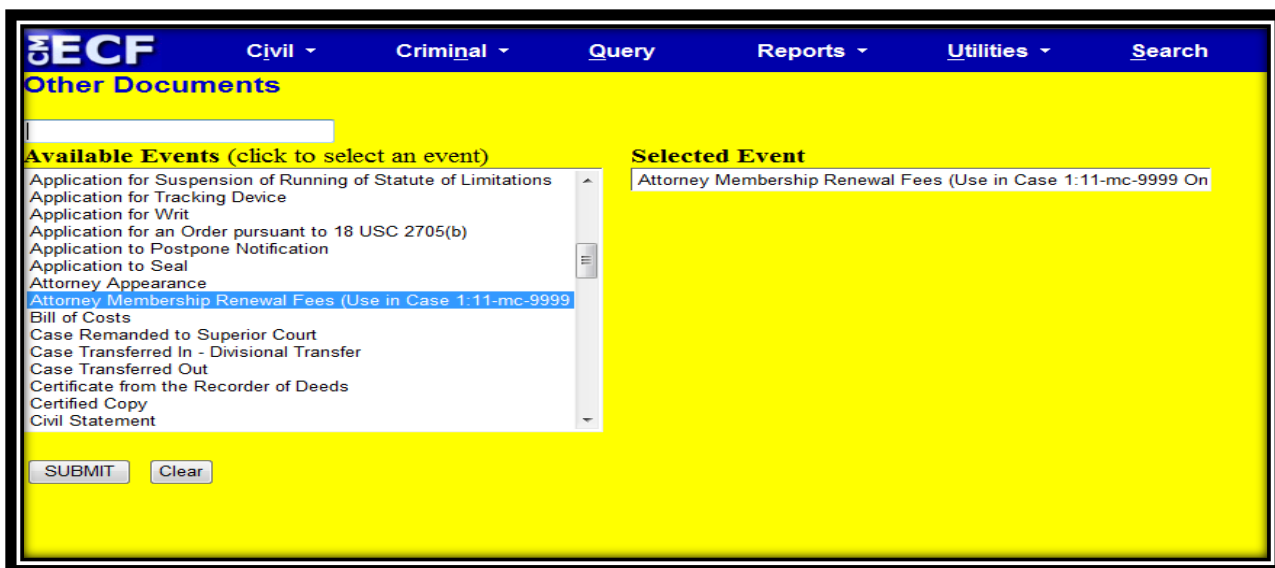 CM ECF Civil Criminal Query Reports Utilities Search
Other Documents
Available Events (click to select an event)
Selected Event
Application for Suspension of Running of Statute of Limitations
Attorney Membership Renewal Fees (Use in Case 1:11-mc-9999 On
Application for Tracking Device
Application for Writ
Application for an Order pursuant to 18 USC 2705(b)
Application to Postpone Notification
Application to Seal
Attorney Appearance
Attorney Membership Renewal Fees (Use in Case 1:11-mc-9999
Bill of Costs
Case Remanded to Superior Court
Case Transferred In - Divisional Transfer
Case Transferred Out
Certificate from the Recorder of Deeds
Certified Copy
Civil Statement
SUBMIT Clear